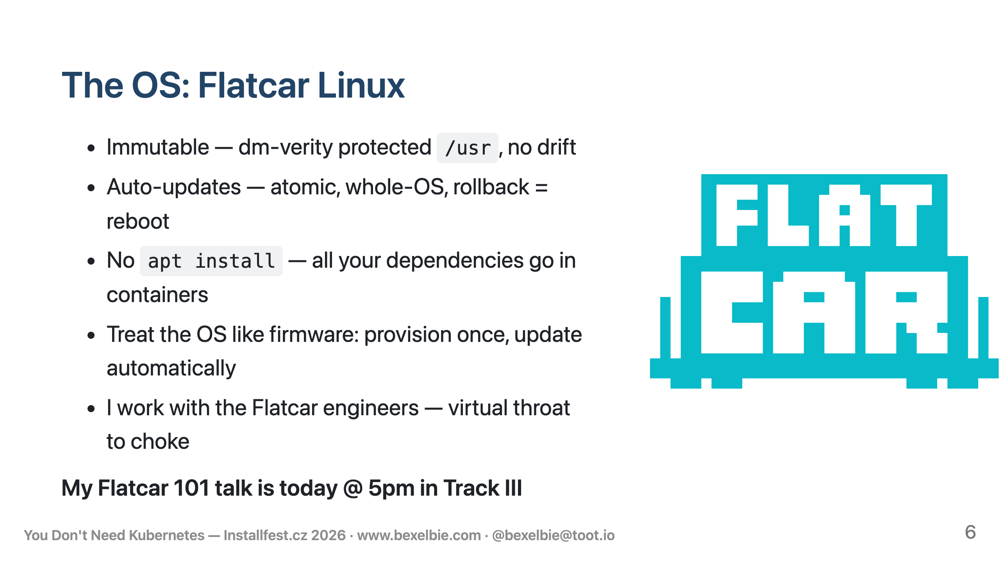 The OS: Flatcar Linux
• Immutable — dm-verity protected /usr, no drift
• Auto-updates — atomic, whole-OS, rollback =
reboot
• No apt install — all your dependencies go in
containers
• Treat the OS like firmware: provision once, update
automatically
• I work with the Flatcar engineers — virtual throat
to choke
My Flatcar 101 talk is today @ 5pm in Track III
FLAT
CAR
You Don't Need Kubernetes — Installfest.cz 2026 · www.bexelbie.com · @bexelbie@toot.io
6